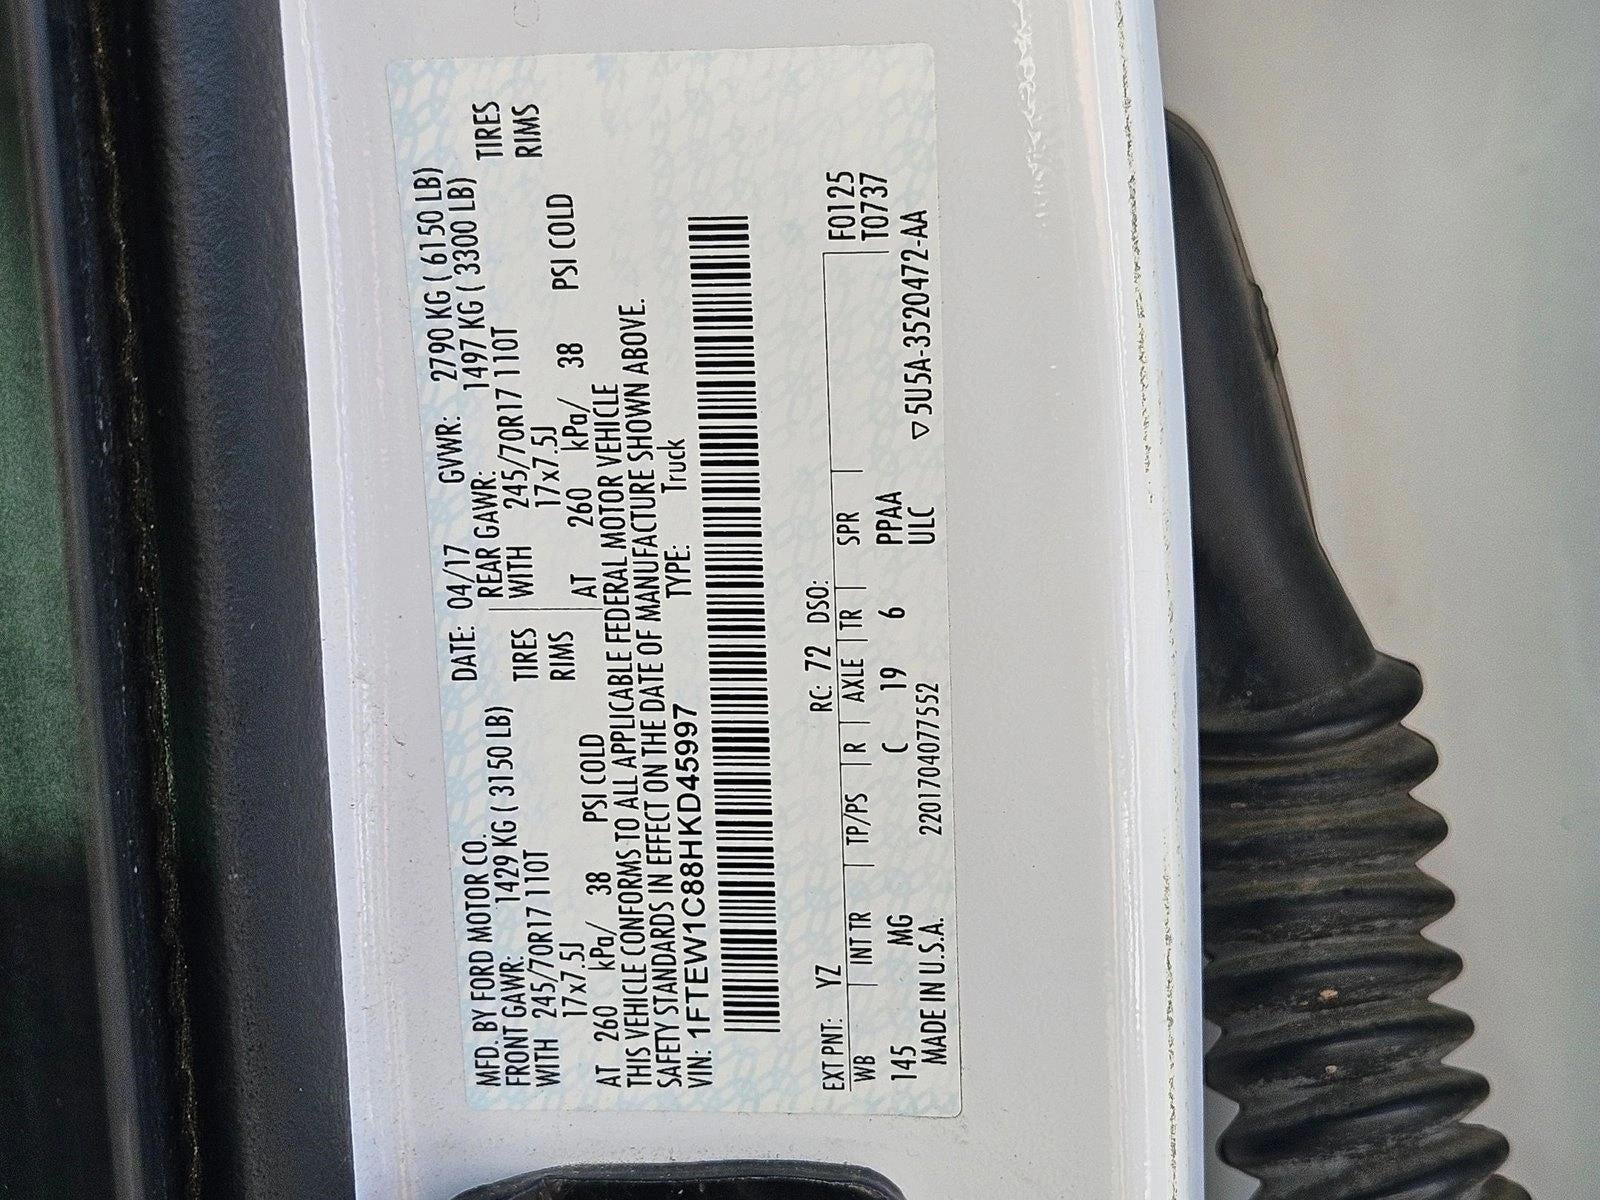 MFD. BY FORD MOTOR CO. DATE: 04/17 GVWR: 2790 KG ( 6150 LB)
FRONT GAWR: 1429 KG ( 3150 LB) REAR GAWR: 1497 KG ( 3300 LB)
WITH 245/70R17 110T TIRES WITH 245/70R17 110T TIRES
17x7.5J RIMS 17x7.5J RIMS
AT 260 kPa/ 38 PSI COLD AT 260 kPa/ 38 PSI COLD
THIS VEHICLE CONFORMS TO ALL APPLICABLE FEDERAL MOTOR VEHICLE
SAFETY STANDARDS IN EFFECT ON THE DATE OF MANUFACTURE SHOWN ABOVE.
VIN: 1FTEW1C88HKD45997 TYPE: Truck
EXT PNT: YZ RC: 72 DSO: F0125
WB INT TR TP/PS R AXLE TR SPR T0737
145 MG C 19 6 PPAA
MADE IN U.S.A. 2201704077552 ULC ▽ 5U5A-3520472-AA